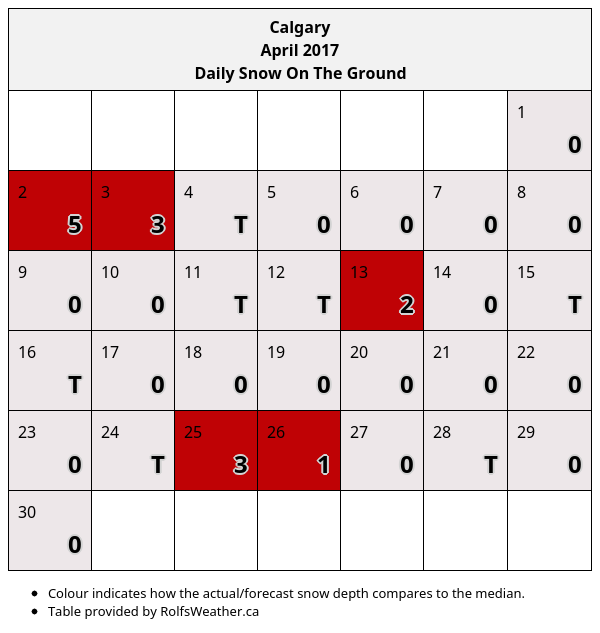 Calgary
April 2017
Daily Snow On The Ground
1
0
2 3 4 5 6 7 8
5 3 T 0 0 0 0
9 10 11 12 13 14 15
0 0 T T 2 0 T
16 17 18 19 20 21 22
T 0 0 0 0 0 0
23 24 25 26 27 28 29
0 T 3 1 0 T 0
30
0
Colour indicates how the actual/forecast snow depth compares to the median.
Table provided by RolfsWeather.ca